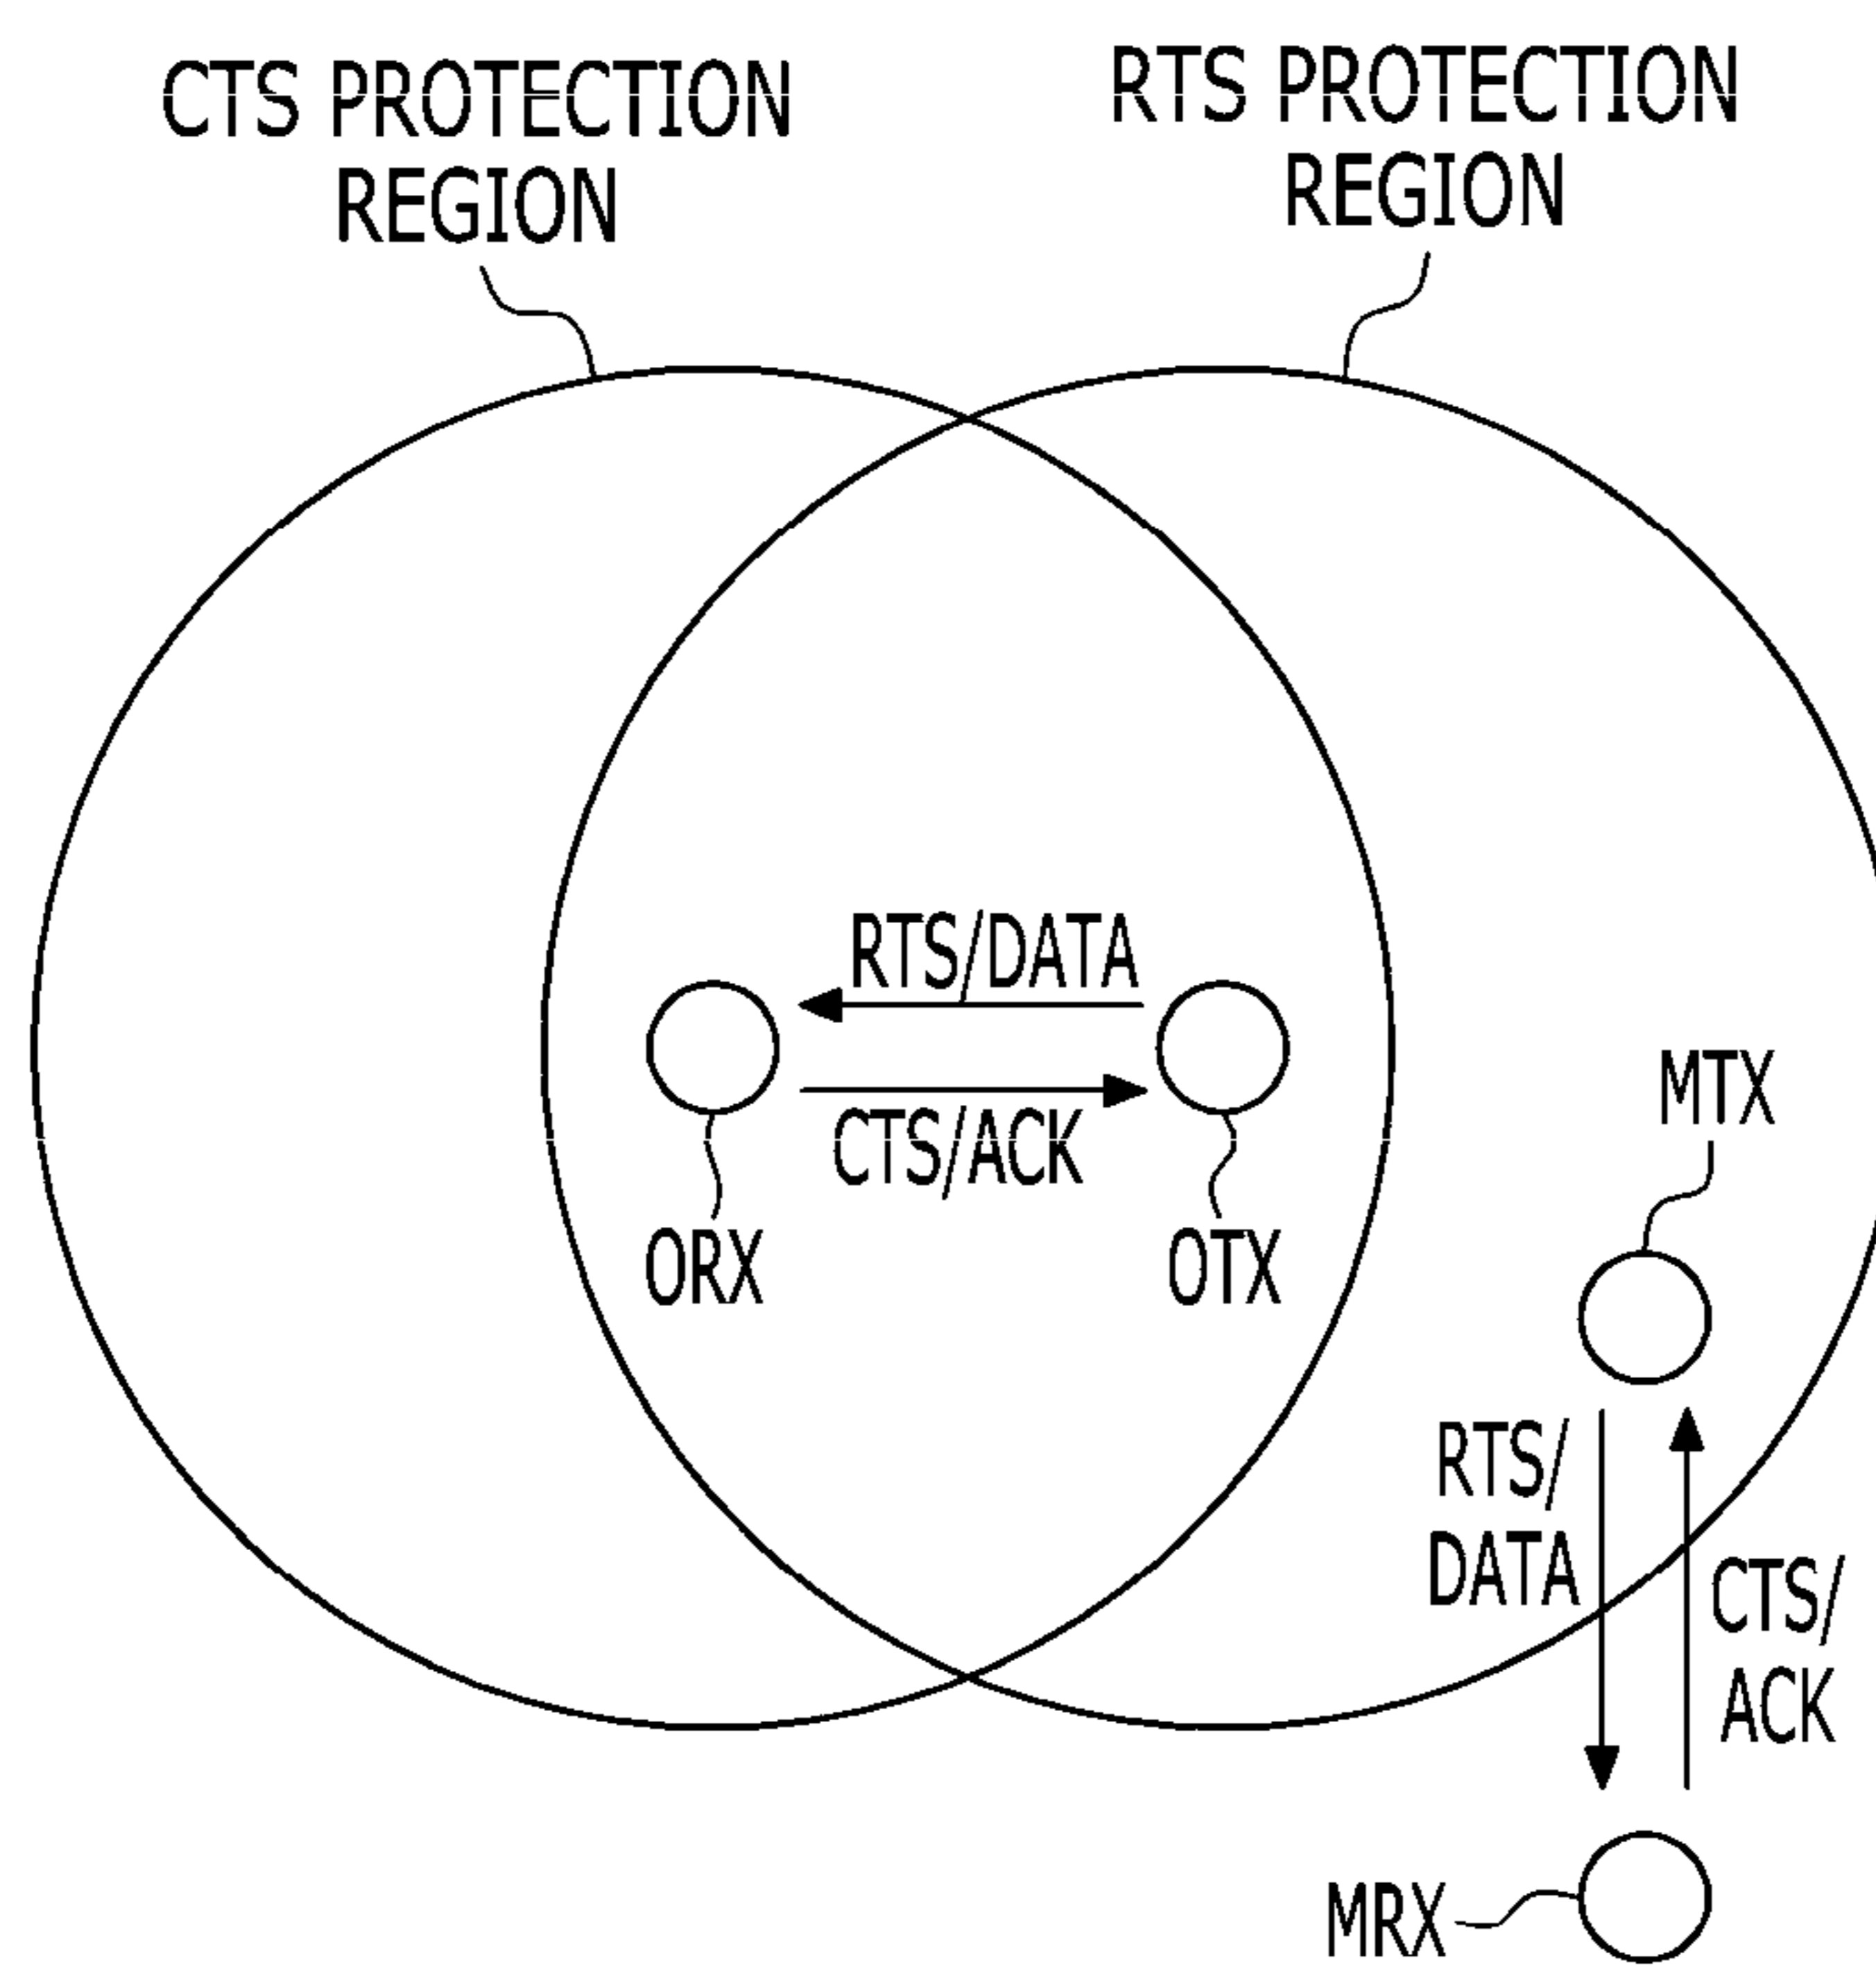 CTS PROTECTION
REGION
RTS PROTECTION
REGION
RTS/DATA
CTS/ACK
ORX
OTX
MTX
RTS/
DATA
CTS/
ACK
MRX